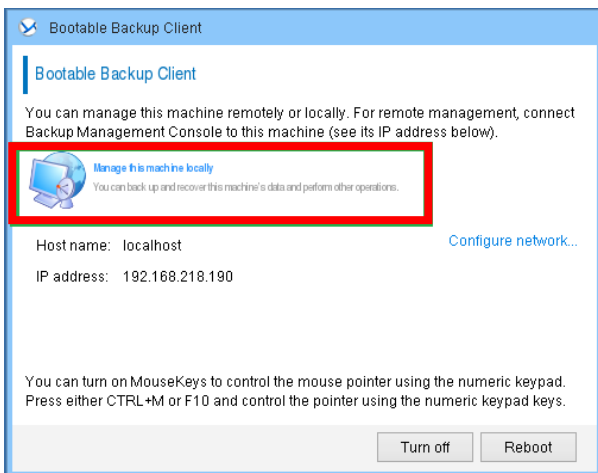 Bootable Backup Client
Bootable Backup Client
You can manage this machine remotely or locally. For remote management, connect
Backup Management Console to this machine (see its IP address below).
Manage this machine locally
You can back up and recover this machine's data and perform other operations.
Configure network...
Host name: localhost
IP address: 192.168.218.190
You can turn on MouseKeys to control the mouse pointer using the numeric keypad.
Press either CTRL+M or F10 and control the pointer using the numeric keypad keys.
Turn off Reboot